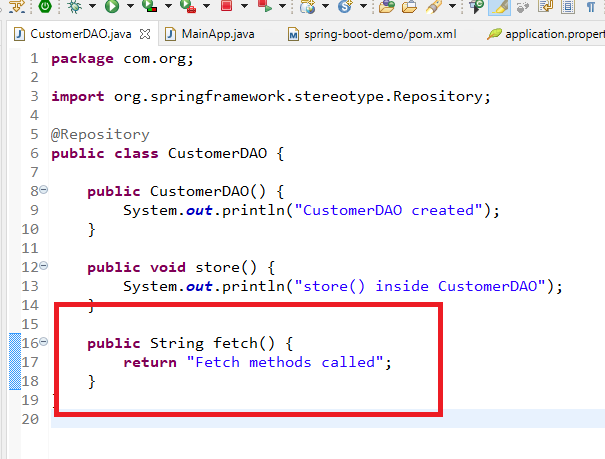 CustomerDAO.java
MainApp.java
spring-boot-demo/pom.xml
application.propert
1 package com.org;
2
3 import org.springframework.stereotype.Repository;
4
5 @Repository
6 public class CustomerDAO {
7
8 public CustomerDAO() {
9 System.out.println("CustomerDAO created");
10 }
11
12 public void store() {
13 System.out.println("store() inside CustomerDAO");
14 }
15
16 public String fetch() {
17 return "Fetch methods called";
18 }
19 }
20